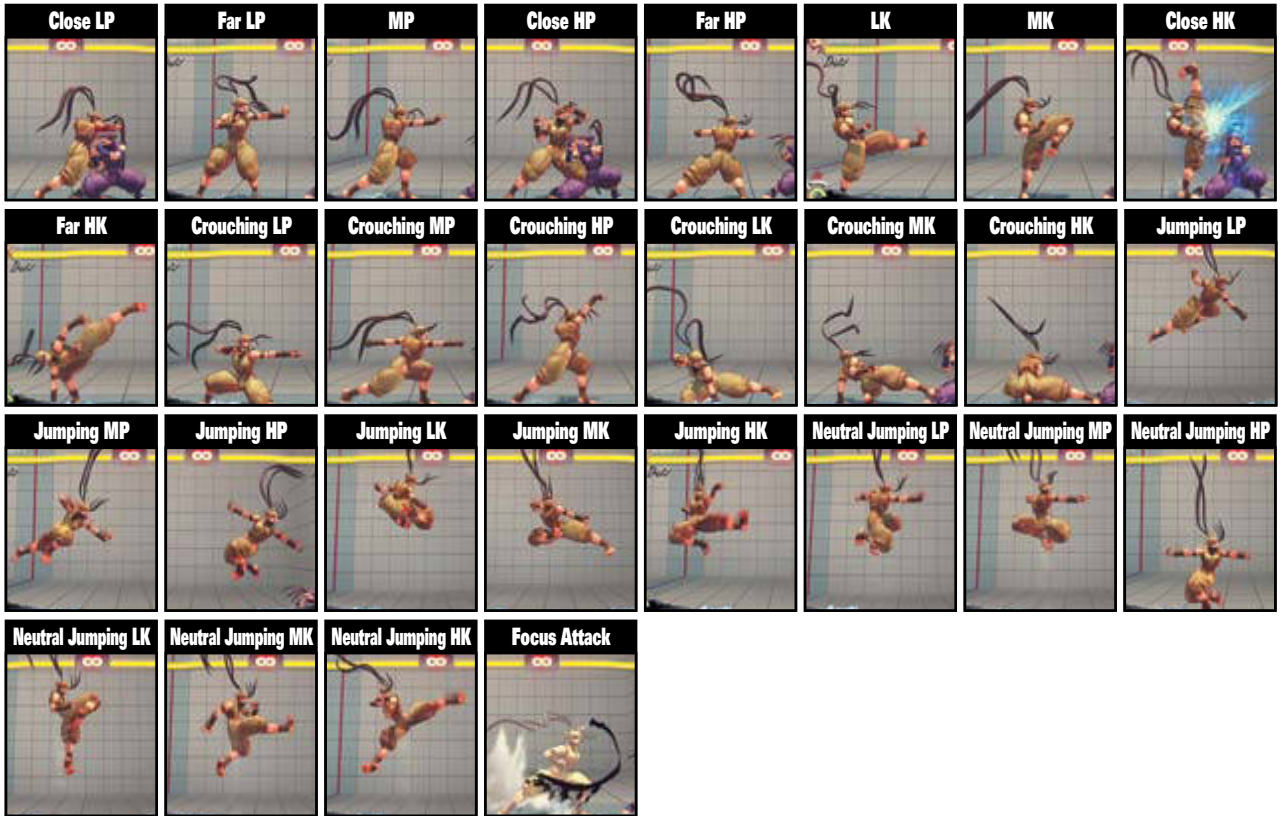 Close LP
Far LP
MP
Close HP
Far HP
LK
MK
Close HK
Far HK
Crouching LP
Crouching MP
Crouching HP
Crouching LK
Crouching MK
Crouching HK
Jumping LP
Jumping MP
Jumping HP
Jumping LK
Jumping MK
Jumping HK
Neutral Jumping LP
Neutral Jumping MP
Neutral Jumping HP
Neutral Jumping LK
Neutral Jumping MK
Neutral Jumping HK
Focus Attack